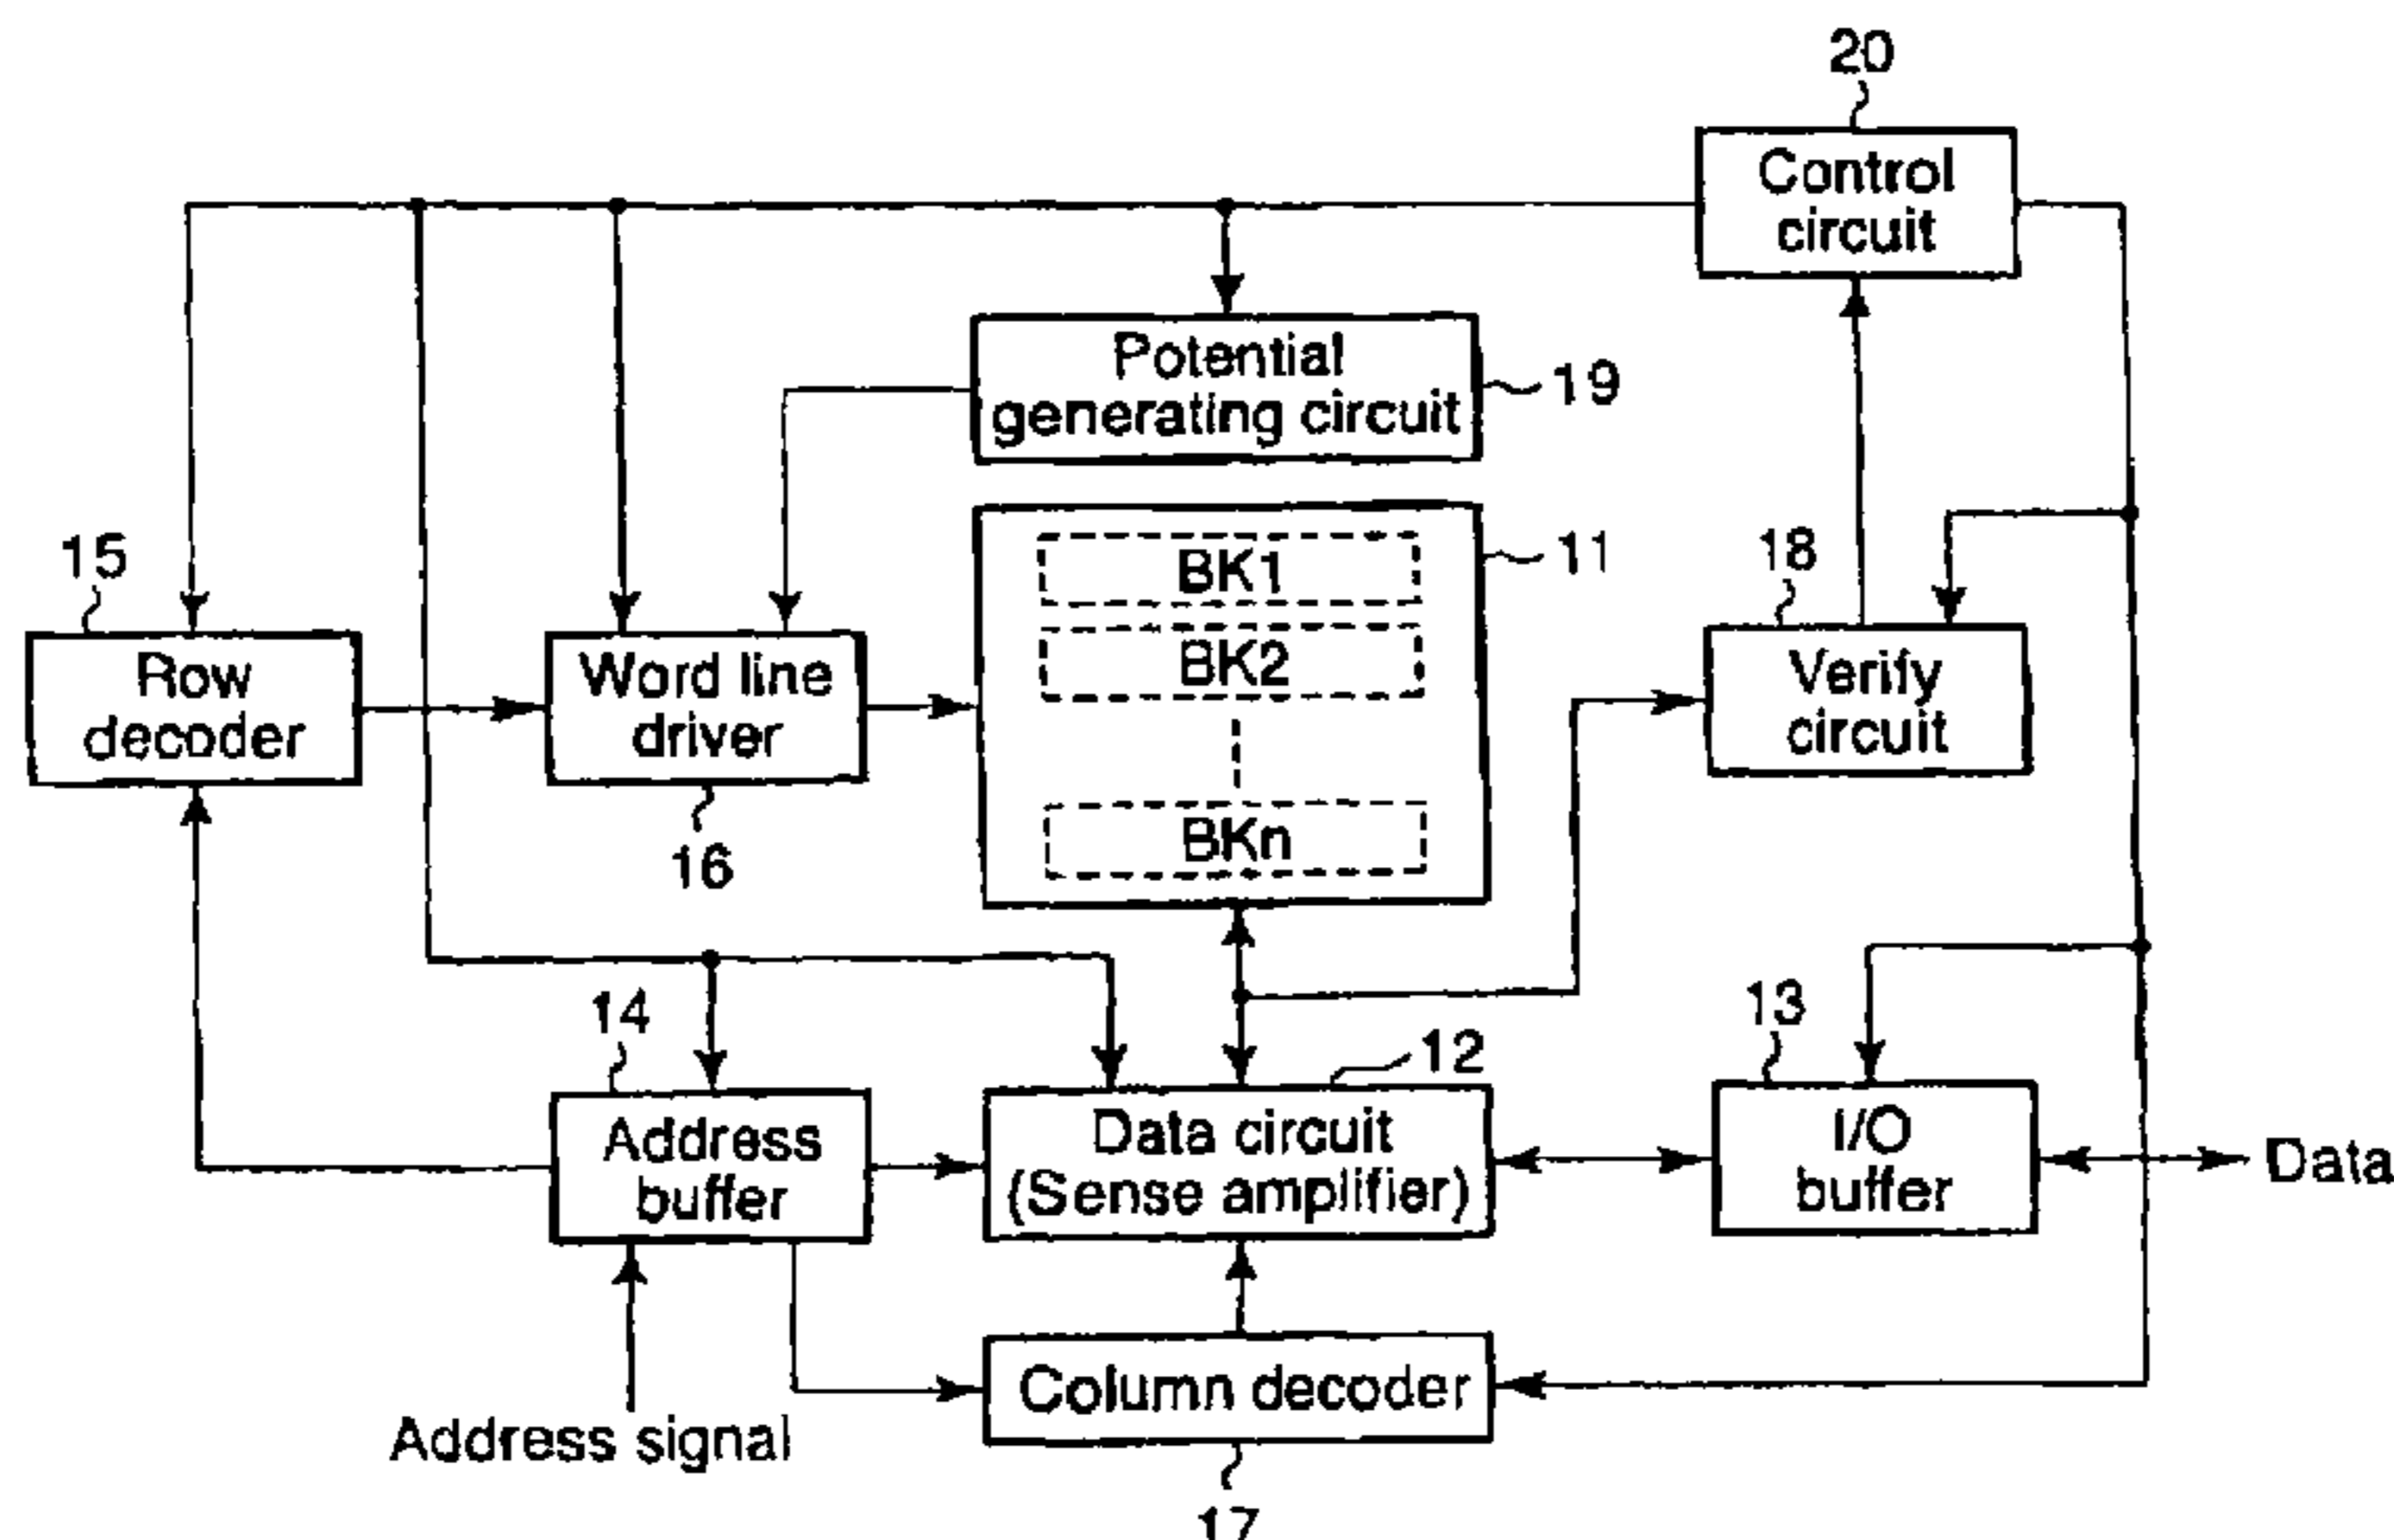 20
Control
circuit
Potential
generating circuit
19
15
Row
decoder
Word line
driver
16
BK1
BK2
BKn
11
18
Verify
circuit
14
Address
buffer
12
Data circuit
(Sense amplifier)
13
I/O
buffer
Data
Address signal
Column decoder
17